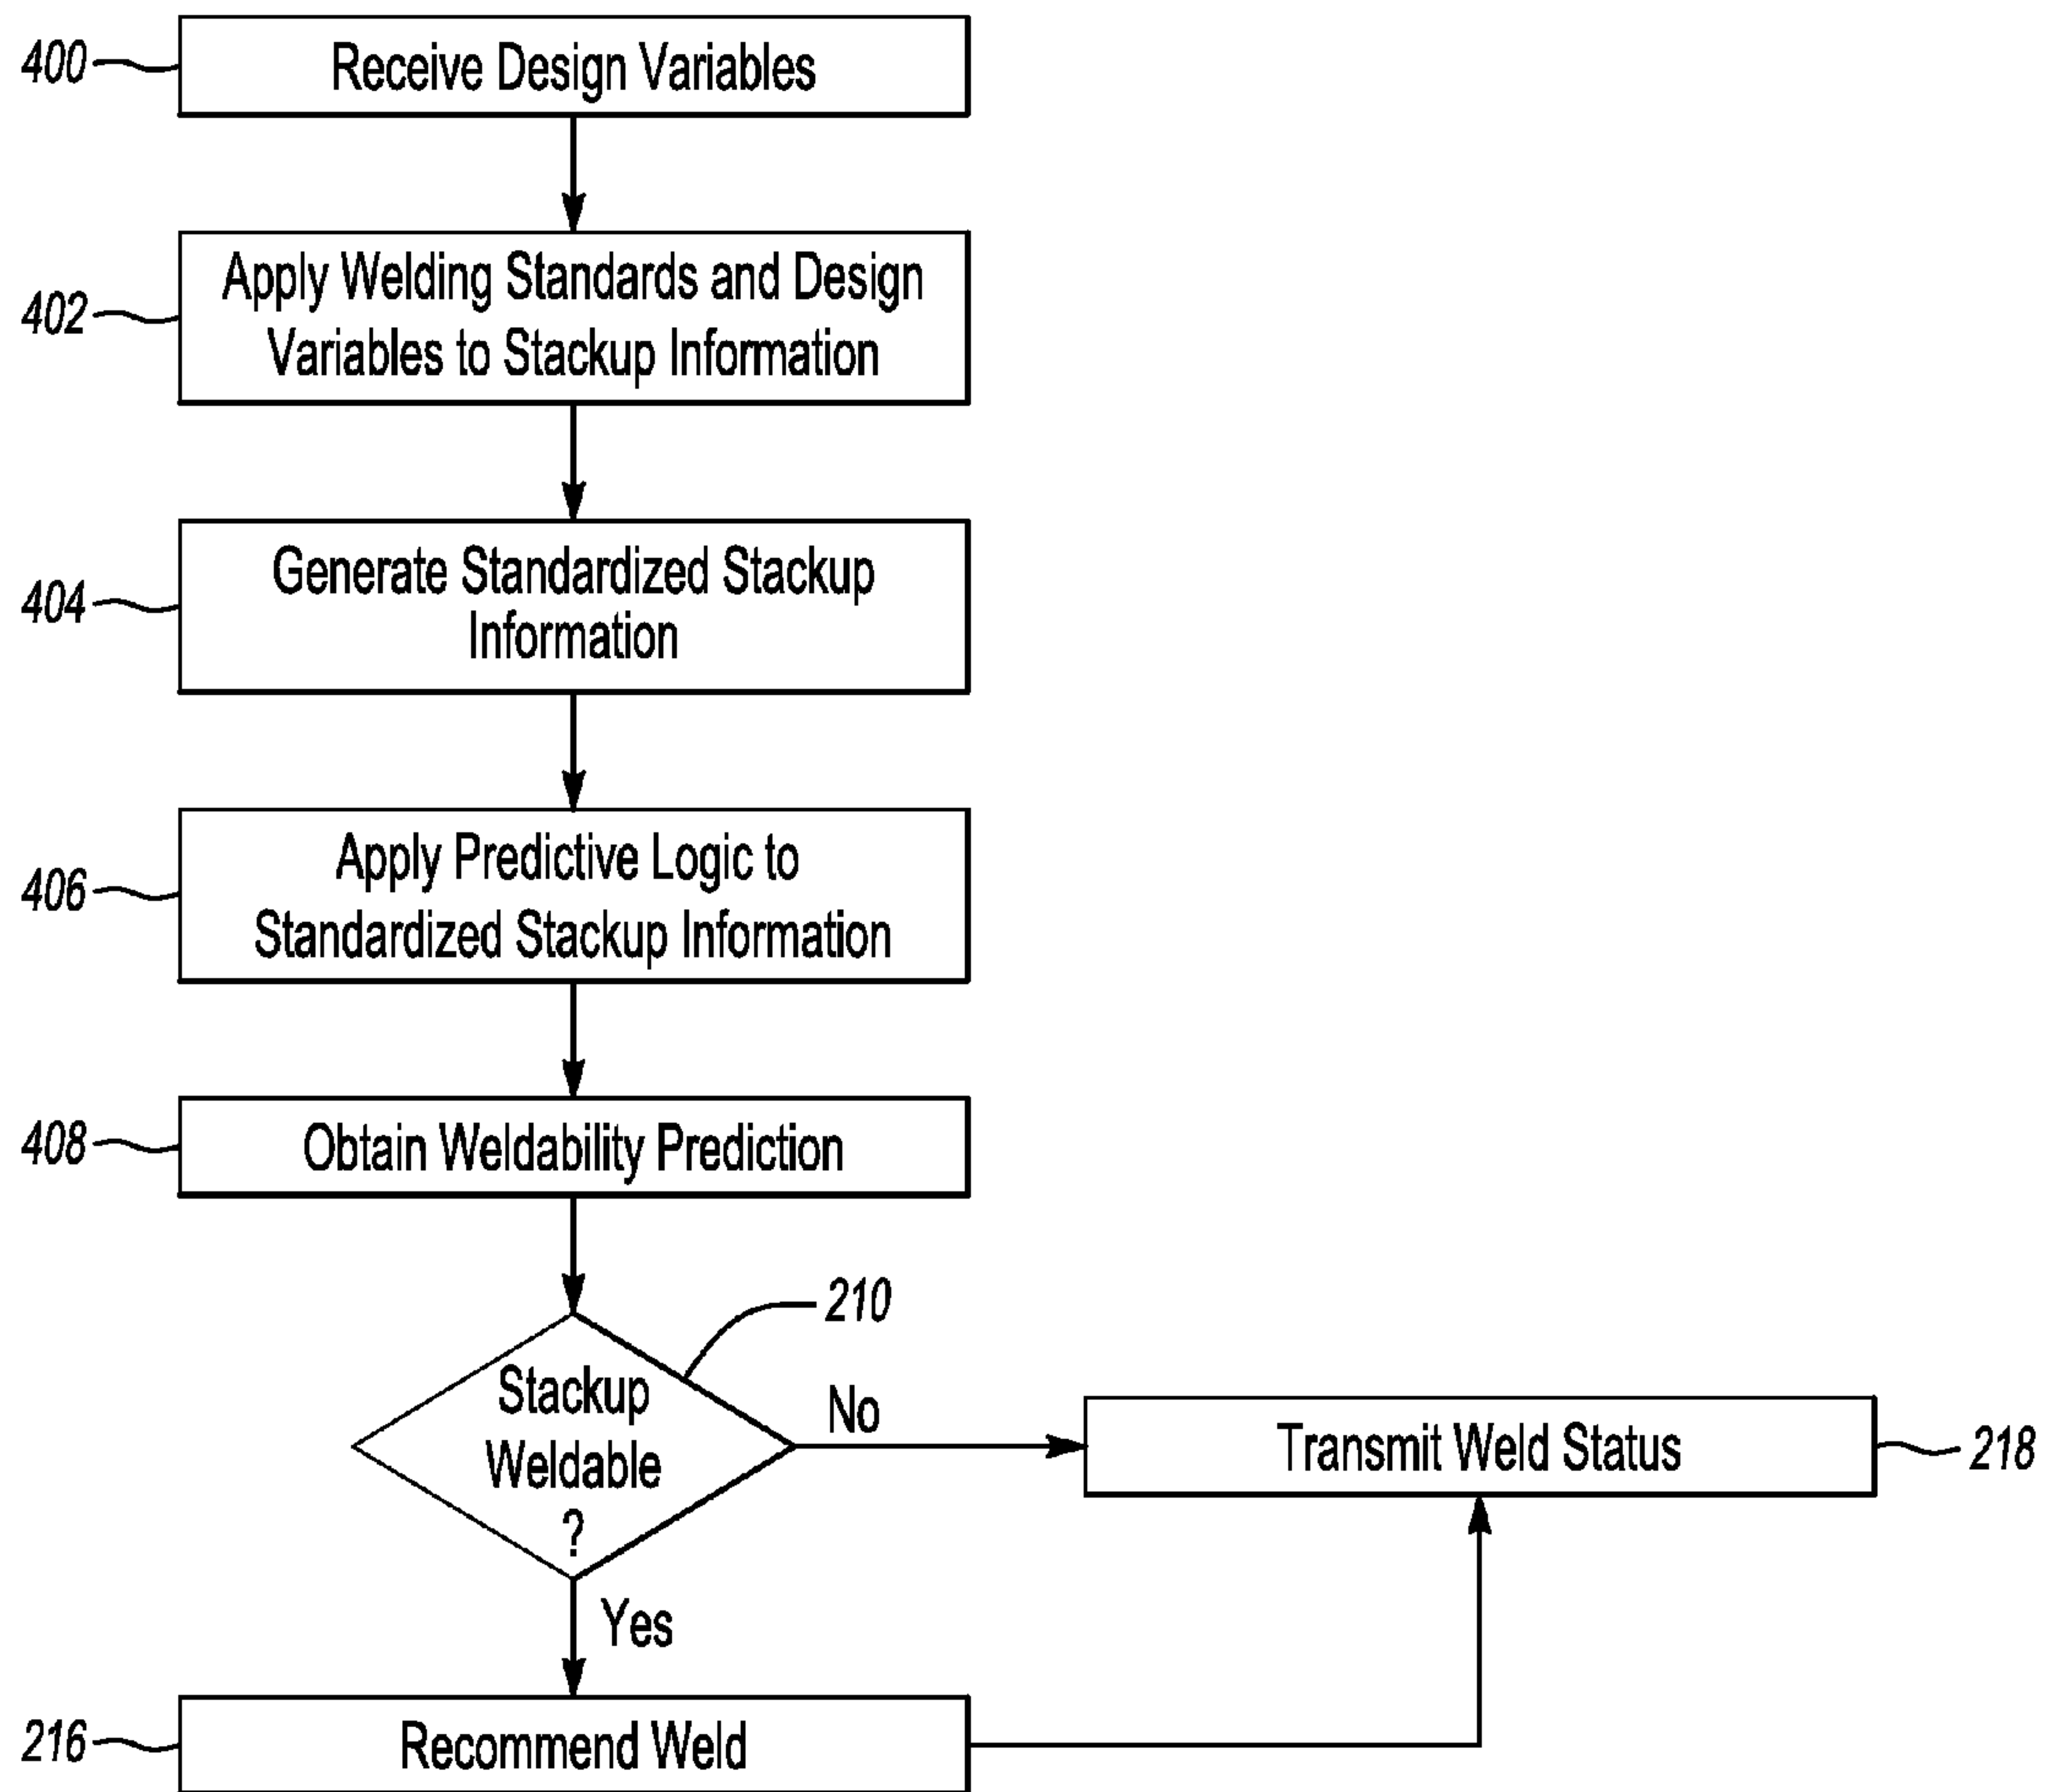 400
Receive Design Variables
402
Apply Welding Standards and Design
Variables to Stackup Information
404
Generate Standardized Stackup
Information
406
Apply Predictive Logic to
Standardized Stackup Information
408
Obtain Weldability Prediction
210
Stackup
Weldable
?
No
Transmit Weld Status
218
Yes
216
Recommend Weld